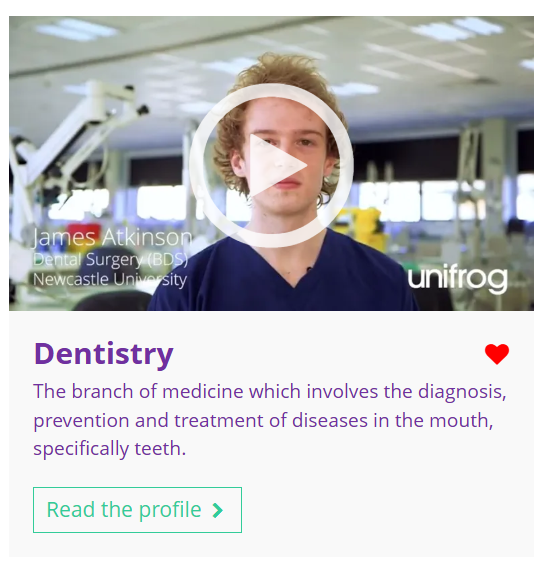 James Atkinson
Dental Surgery (BDS)
Newcastle University
unifrog
Dentistry
The branch of medicine which involves the diagnosis,
prevention and treatment of diseases in the mouth,
specifically teeth.
Read the profile